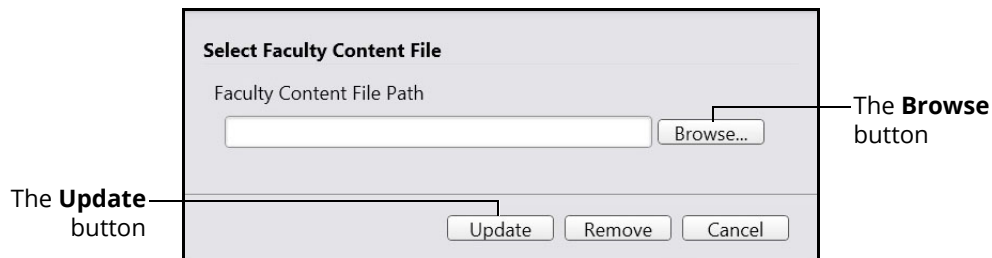 Select Faculty Content File
Faculty Content File Path
Browse...
The Browse
button
The Update
button
Update Remove Cancel